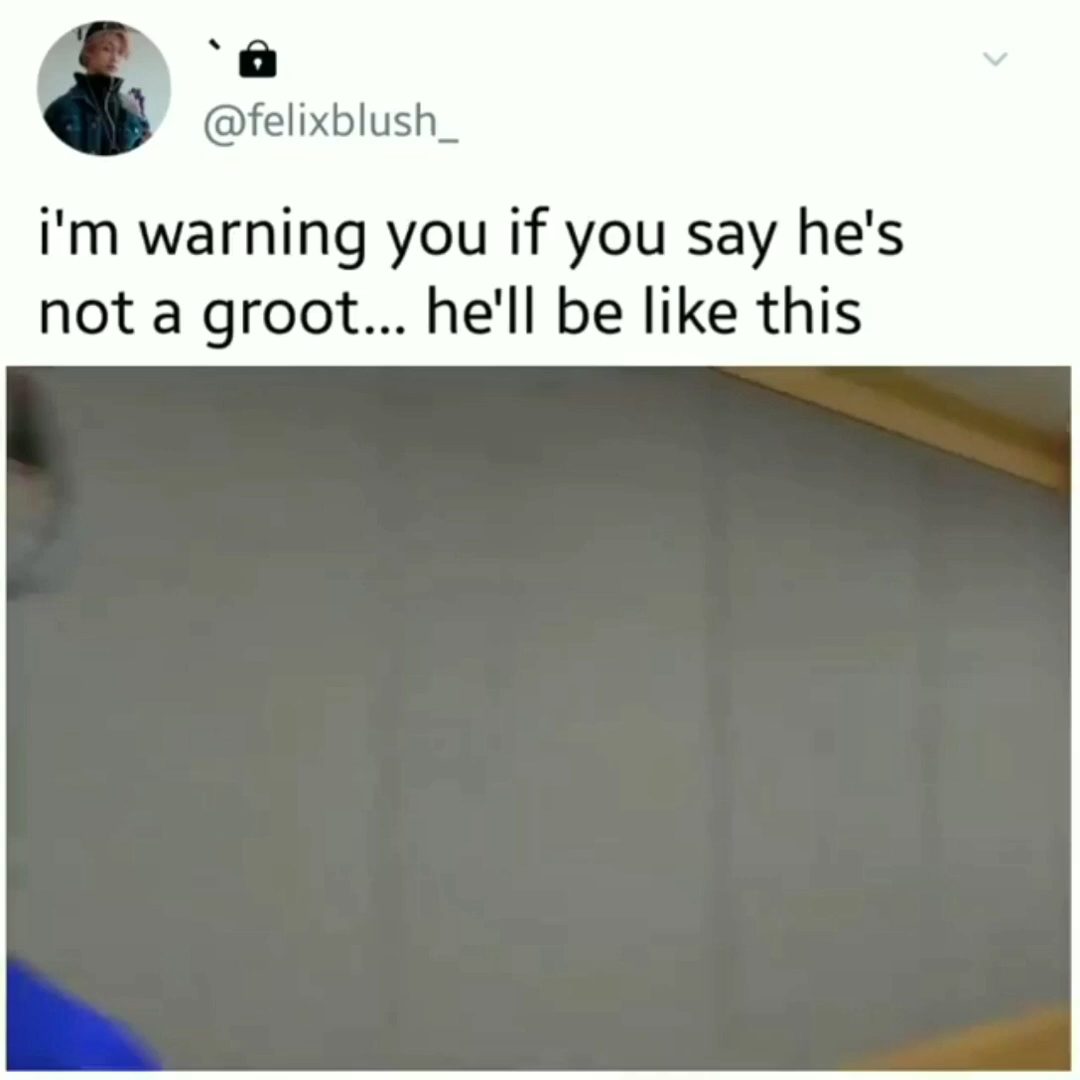 ` 🔒
@felixblush_
i'm warning you if you say he's
not a groot... he'll be like this